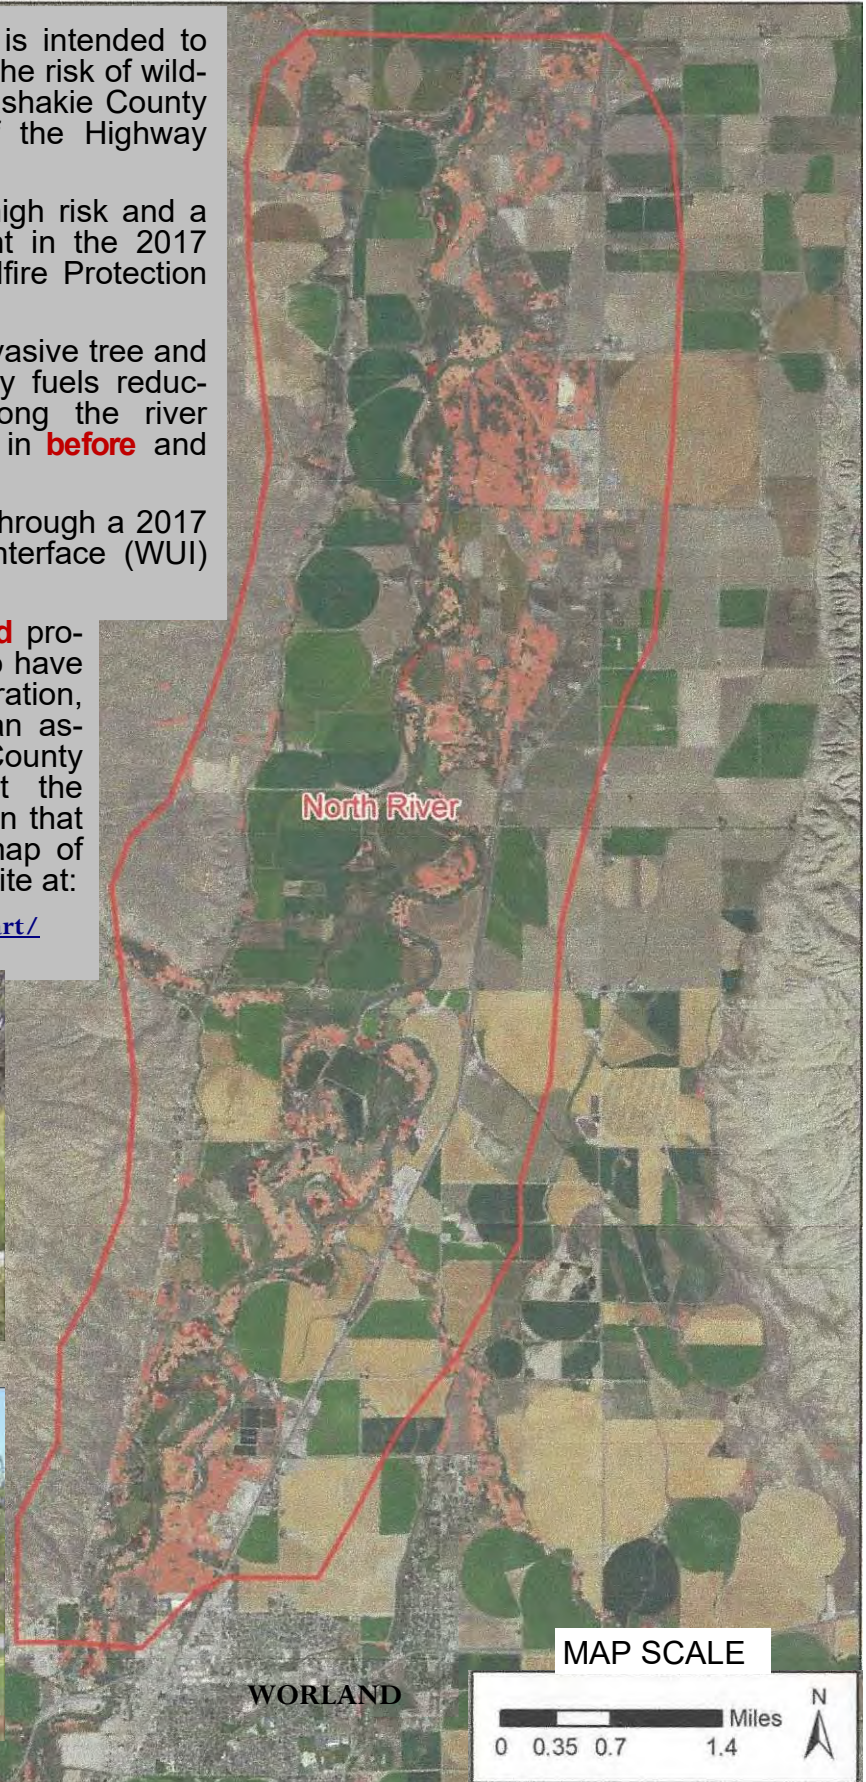 is intended to
he risk of wild-
shakie County
f the Highway
igh risk and a
nt in the 2017
dfire Protection
vasive tree and
y fuels reduc-
ong the river
in before and
hrough a 2017
nterface (WUI)
d pro-
o have
ration,
an as-
County
t the
n that
nap of
ite at:
rt/
North River
WORLAND
MAP SCALE
Miles
0 0.35 0.7 1.4
N